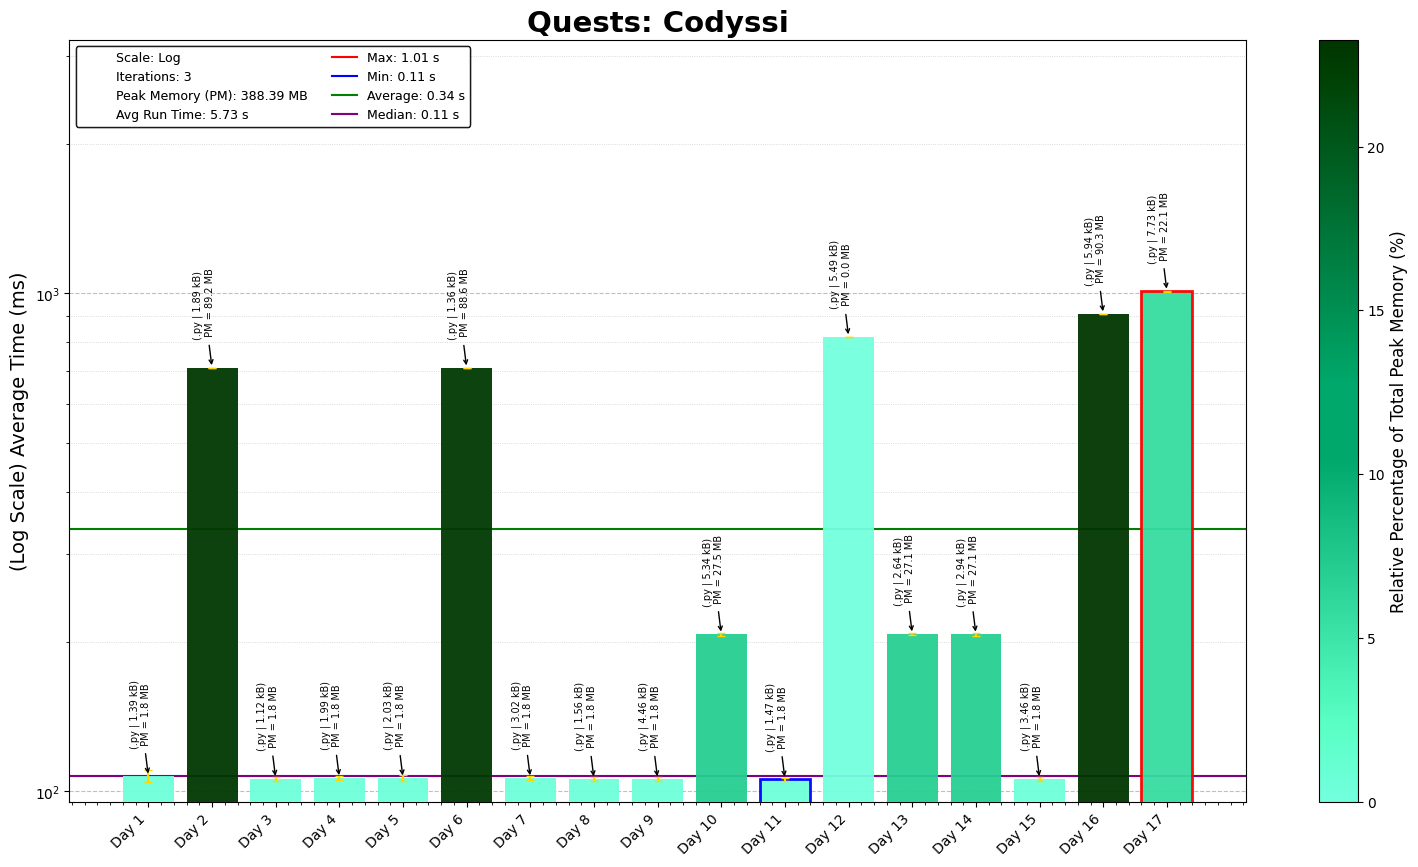 Quests: Codyssi
Scale: Log
Iterations: 3
Peak Memory (PM): 388.39 MB
Avg Run Time: 5.73 s
Max: 1.01 s
Min: 0.11 s
Average: 0.34 s
Median: 0.11 s
(Log Scale) Average Time (ms)
10³
10²
(.py | 1.39 kB)
PM = 1.8 MB
(.py | 1.89 kB)
PM = 89.2 MB
(.py | 1.12 kB)
PM = 1.8 MB
(.py | 1.99 kB)
PM = 1.8 MB
(.py | 2.03 kB)
PM = 1.8 MB
(.py | 1.36 kB)
PM = 88.6 MB
(.py | 3.02 kB)
PM = 1.8 MB
(.py | 1.56 kB)
PM = 1.8 MB
(.py | 4.46 kB)
PM = 1.8 MB
(.py | 5.34 kB)
PM = 27.5 MB
(.py | 1.47 kB)
PM = 1.8 MB
(.py | 5.49 kB)
PM = 0.0 MB
(.py | 2.64 kB)
PM = 27.1 MB
(.py | 2.94 kB)
PM = 27.1 MB
(.py | 3.46 kB)
PM = 1.8 MB
(.py | 5.94 kB)
PM = 90.3 MB
(.py | 7.73 kB)
PM = 22.1 MB
Day 1
Day 2
Day 3
Day 4
Day 5
Day 6
Day 7
Day 8
Day 9
Day 10
Day 11
Day 12
Day 13
Day 14
Day 15
Day 16
Day 17
20
15
10
5
0
Relative Percentage of Total Peak Memory (%)